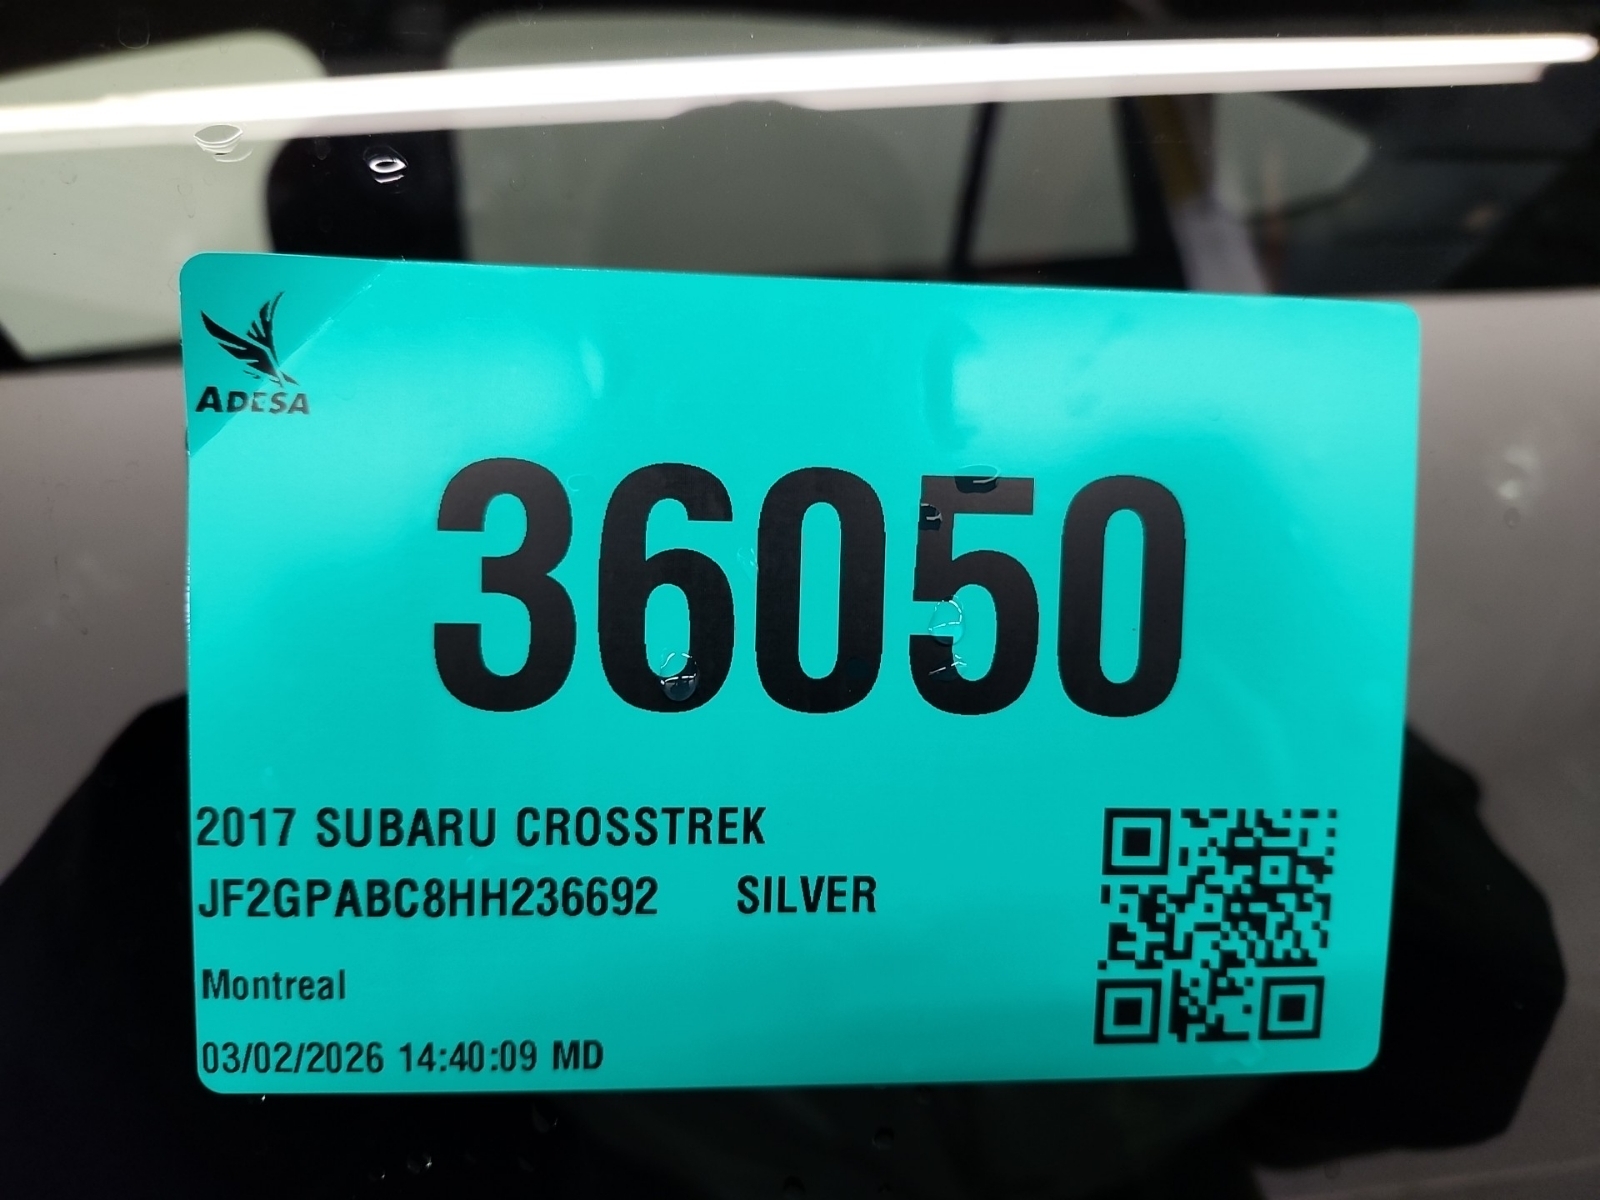 ADESA
36050
2017 SUBARU CROSSTREK
JF2GPABC8HH236692 SILVER
Montreal
03/02/2026 14:40:09 MD